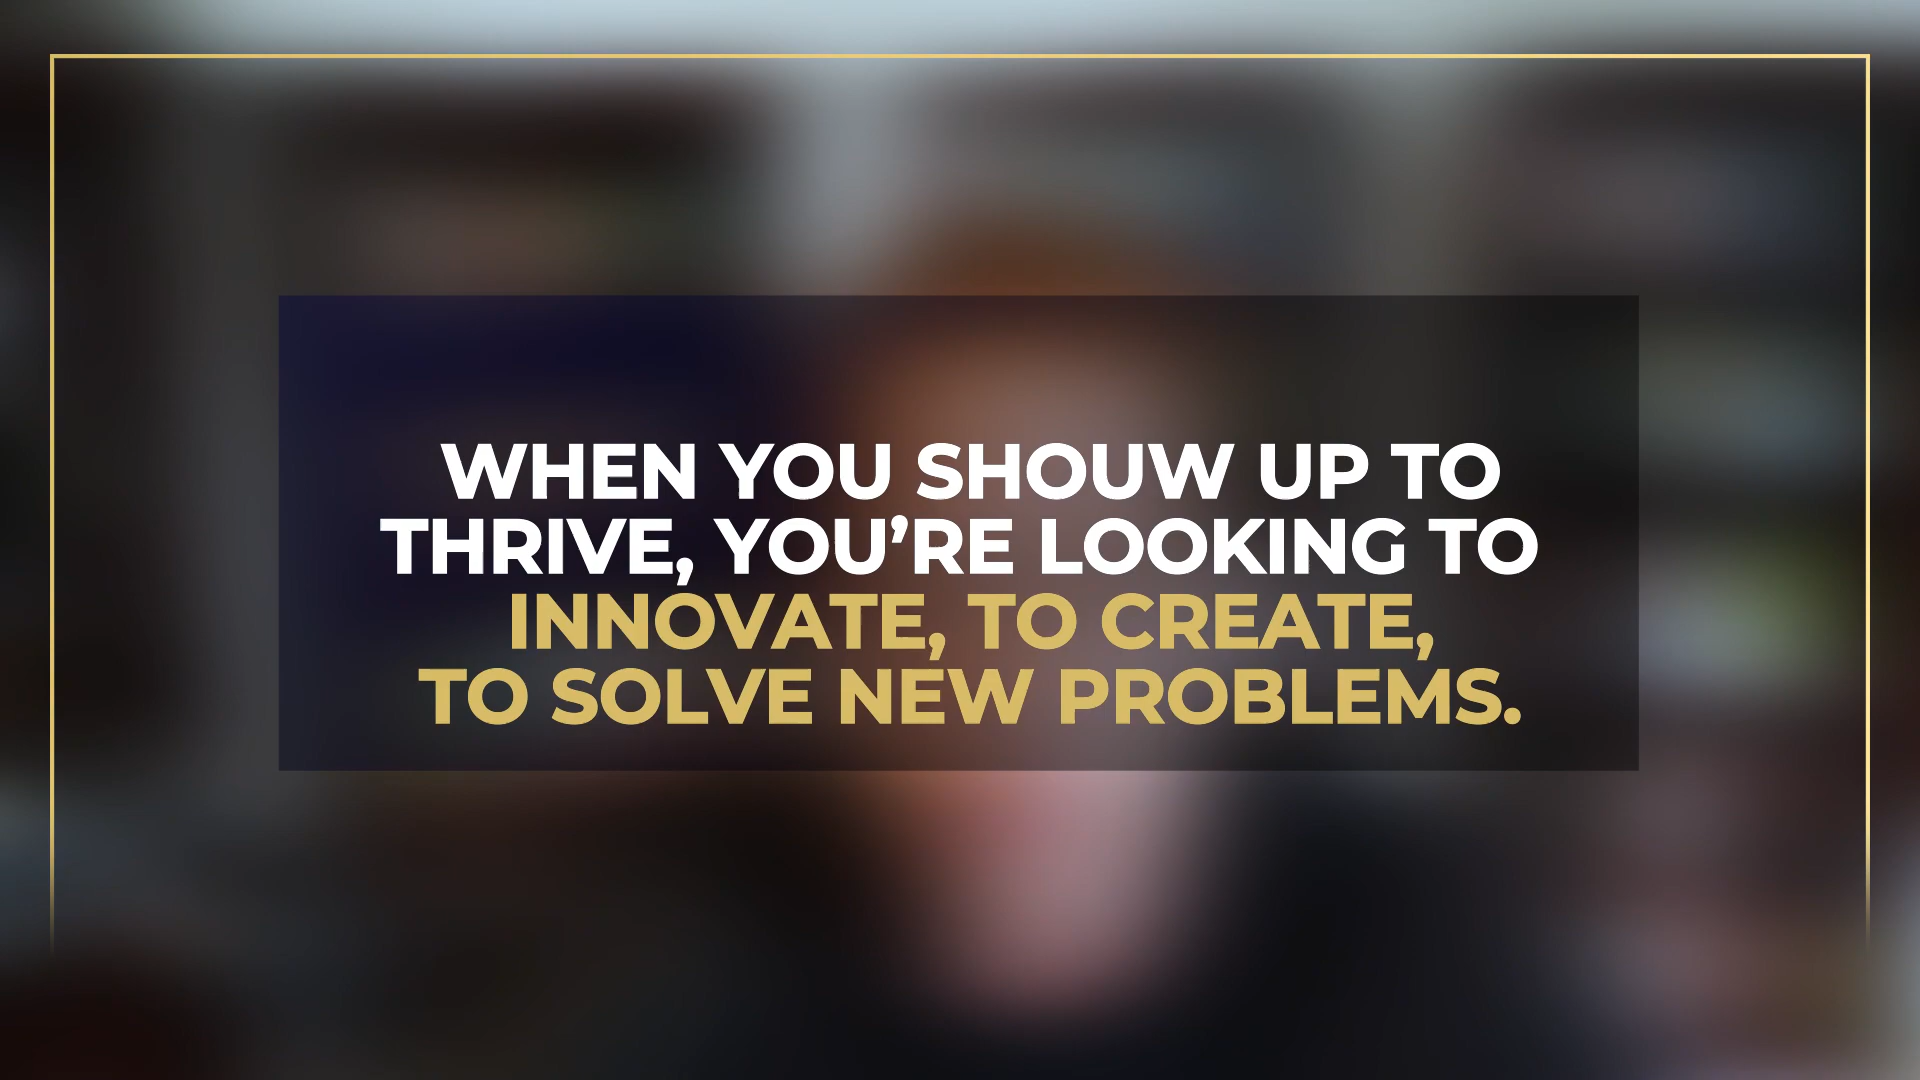 WHEN YOU SHOUW UP TO
THRIVE, YOU’RE LOOKING TO
INNOVATE, TO CREATE,
TO SOLVE NEW PROBLEMS.